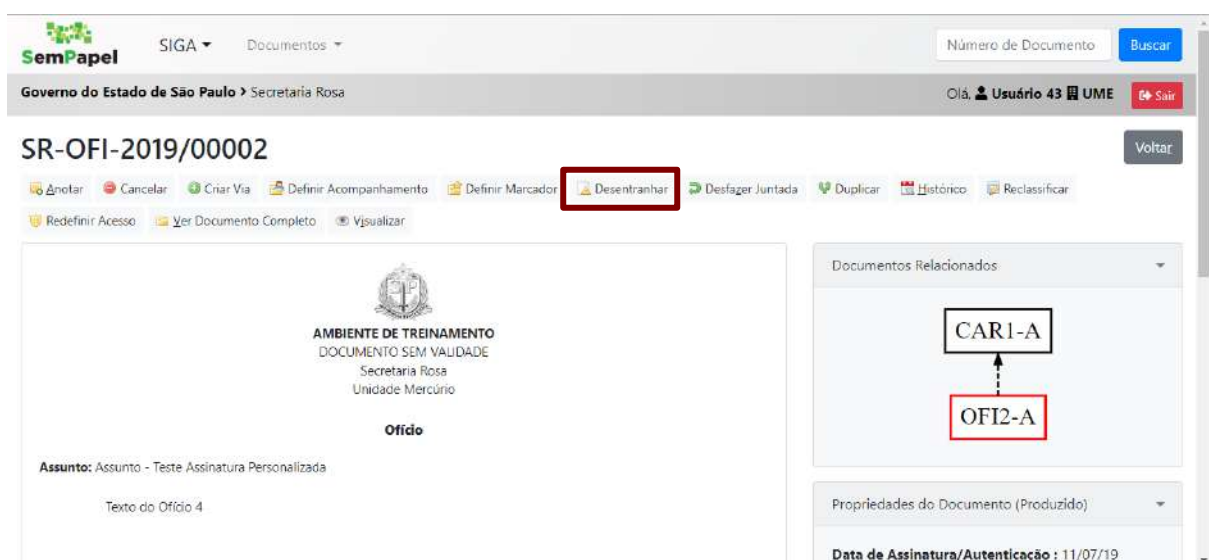 SemPapel
SIGA
Documentos
Número de Documento
Buscar
Governo do Estado de São Paulo > Secretaria Rosa
Olá, Usuário 43 UME
Sair
SR-OFI-2019/00002
Voltar
Anotar Cancelar Criar Via Definir Acompanhamento Definir Marcador Desentranhar Desfazer Juntada Duplicar Histórico Reclassificar
Redefinir Acesso Ver Documento Completo Visualizar
AMBIENTE DE TREINAMENTO
DOCUMENTO SEM VALIDADE
Secretaria Rosa
Unidade Mercúrio
Ofício
Assunto: Assunto - Teste Assinatura Personalizada
Texto do Ofício 4
Documentos Relacionados
CAR1-A
OFI2-A
Propriedades do Documento (Produzido)
Data de Assinatura/Autenticação : 11/07/19